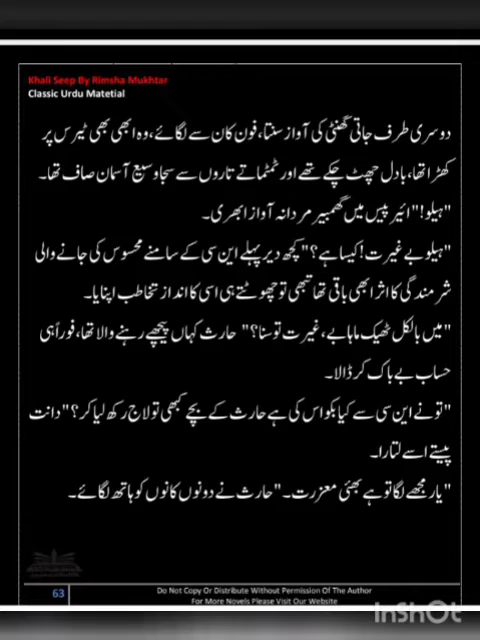 Khali Seep By Rimsha Mukhtar
Classic Urdu Matetial
دوسری طرف جاتی گھنٹی کی آواز سنتا، فون کان سے لگائے، وہ ابھی بھی ٹیرس پر
کھڑا تھا، بادل چھٹ چکے تھے اور ٹمٹماتے تاروں سے سجا وسیع آسمان صاف تھا۔
"ہیلو!" ائیر پیس میں گھمبیر مردانہ آواز ابھری۔
"ہیلو بے غیرت! کیسا ہے؟" کچھ دیر پہلے این سی کے سامنے محسوس کی جانے والی
شرمندگی کا اثر ابھی باقی تھا تبھی تو چھوٹتے ہی اسی کا انداز تخاطب اپنایا۔
"میں بالکل ٹھیک ماہا بے، غیرت تو سنا؟" حارث کہاں پیچھے رہنے والا تھا، فوراً ہی
حساب بے باک کر ڈالا۔
"تو نے این سی سے کیا بکواس کی ہے حارث کے بچے کبھی تو لاج رکھ لیا کر؟" دانت
پیستے اسے لتارا۔
"یار مجھے لگا تو ہے بھئی معزرت۔" حارث نے دونوں کانوں کو ہاتھ لگائے۔
63
Do Not Copy Or Distribute Without Permission Of The Author
For More Novels Please Visit Our Website
InShOt